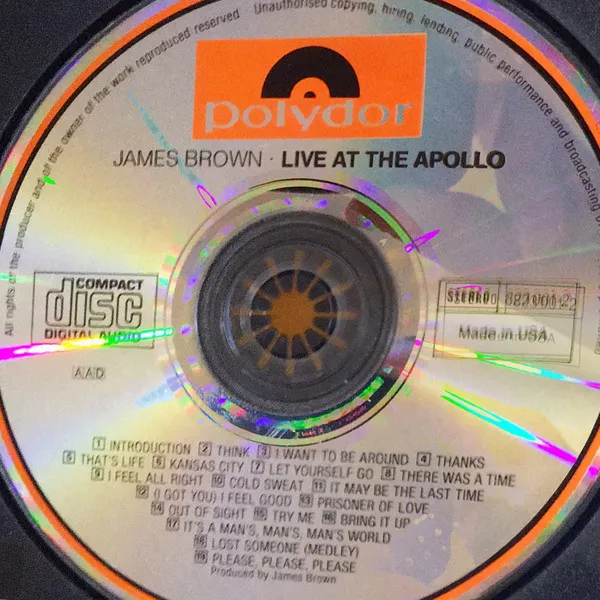 All rights of the producer and of the owner of the work reproduced reserved
Unauthorised copying, hiring, lending, public performance and broadcasting
polydor
JAMES BROWN · LIVE AT THE APOLLO
COMPACT
disc
DIGITAL AUDIO
STEREO
Made in USA
AAD
1 INTRODUCTION 2 THINK 3 I WANT TO BE AROUND 4 THANKS
5 THAT'S LIFE 6 KANSAS CITY 7 LET YOURSELF GO 8 THERE WAS A TIME
9 I FEEL ALL RIGHT 10 COLD SWEAT 11 IT MAY BE THE LAST TIME
12 (I GOT YOU) I FEEL GOOD 13 PRISONER OF LOVE
14 OUT OF SIGHT 15 TRY ME 16 BRING IT UP
17 IT'S A MAN'S, MAN'S, MAN'S WORLD
18 LOST SOMEONE (MEDLEY)
19 PLEASE, PLEASE, PLEASE
Produced by James Brown